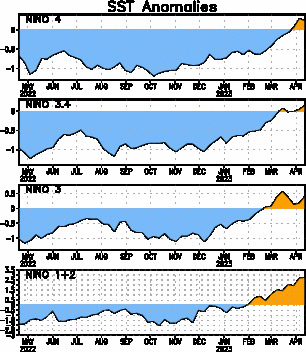 SST Anomalies
NINO 4
0
-0.5
-1
MAY JUN JUL AUG SEP OCT NOV DEC JAN FEB MAR APR
2022 2023
NINO 3.4
0
-0.5
-1
MAY JUN JUL AUG SEP OCT NOV DEC JAN FEB MAR APR
2022 2023
NINO 3
0.5
0
-0.5
-1
MAY JUN JUL AUG SEP OCT NOV DEC JAN FEB MAR APR
2022 2023
NINO 1+2
MAY JUN JUL AUG SEP OCT NOV DEC JAN FEB MAR APR
2022 2023